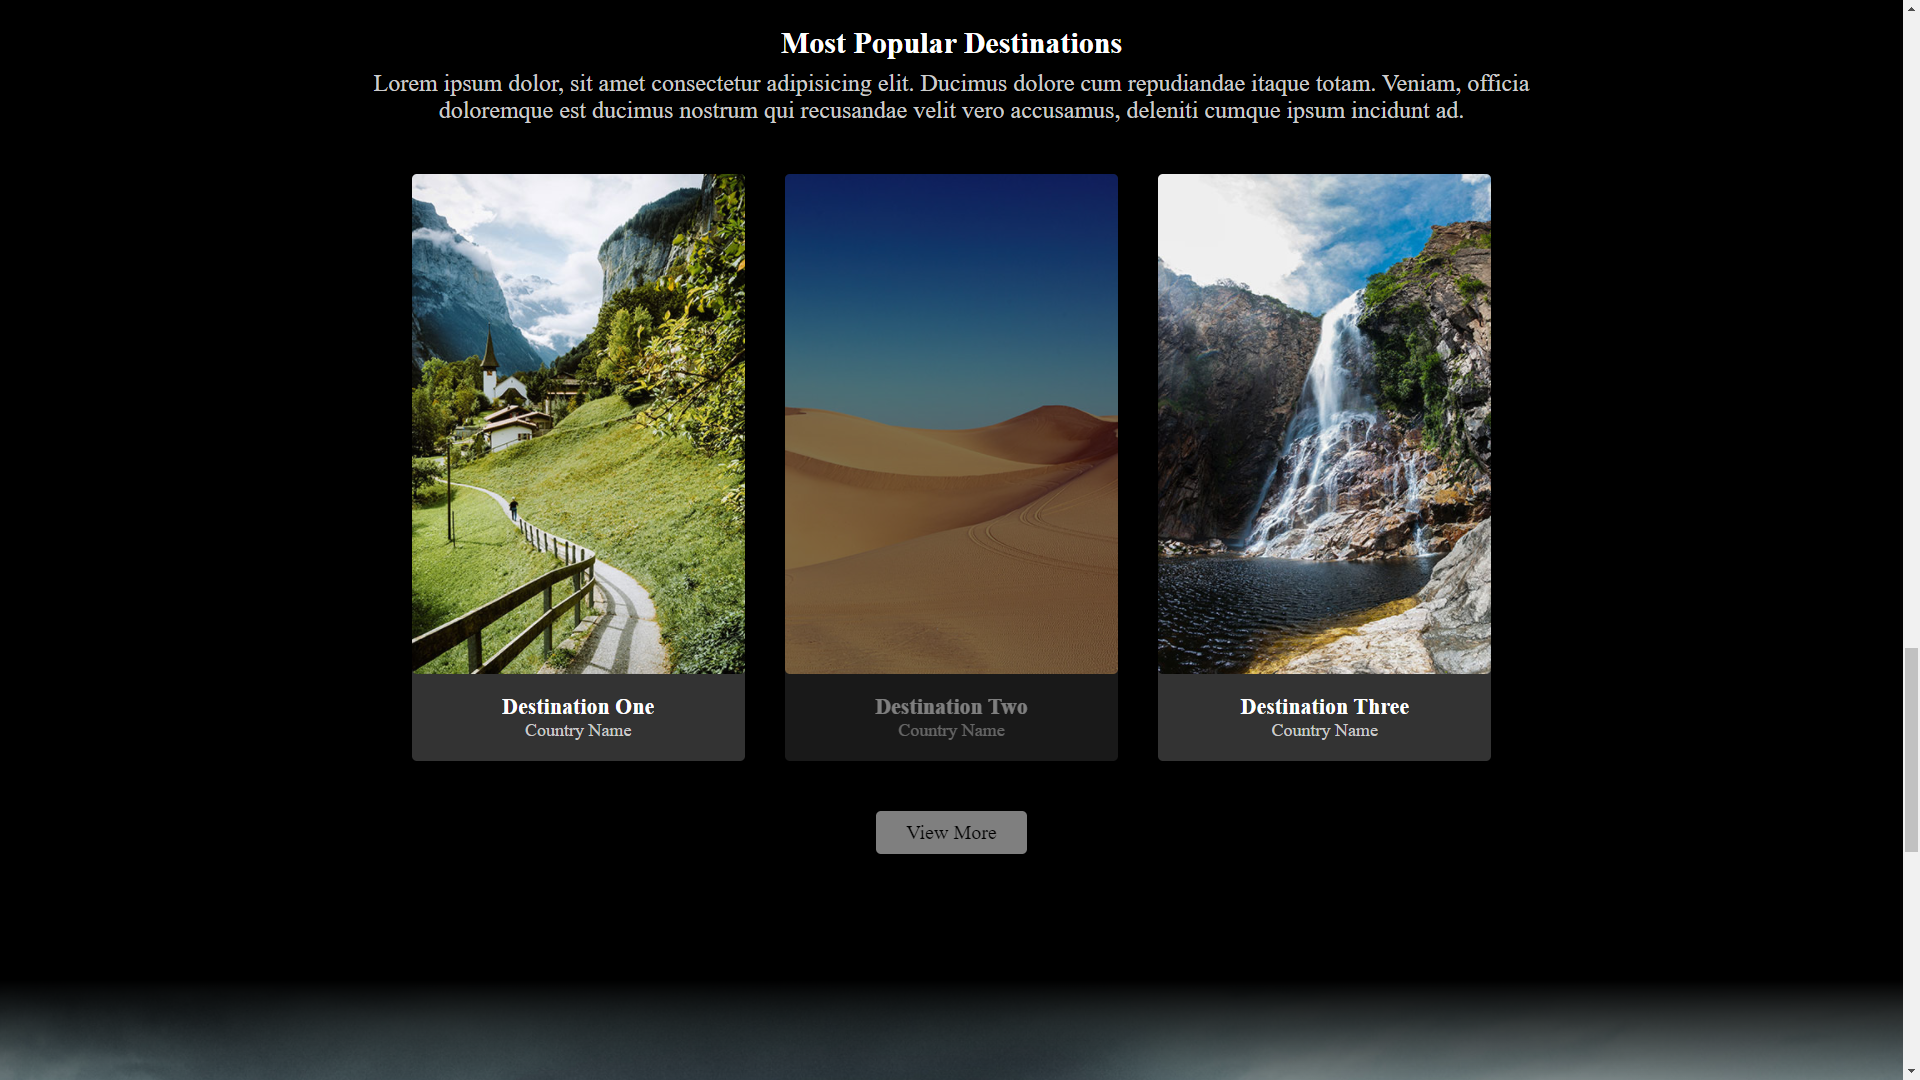 Most Popular Destinations
Lorem ipsum dolor, sit amet consectetur adipisicing elit. Ducimus dolore cum repudiandae itaque totam. Veniam, officia
doloremque est ducimus nostrum qui recusandae velit vero accusamus, deleniti cumque ipsum incidunt ad.
Destination One
Country Name
Destination Two
Country Name
Destination Three
Country Name
View More